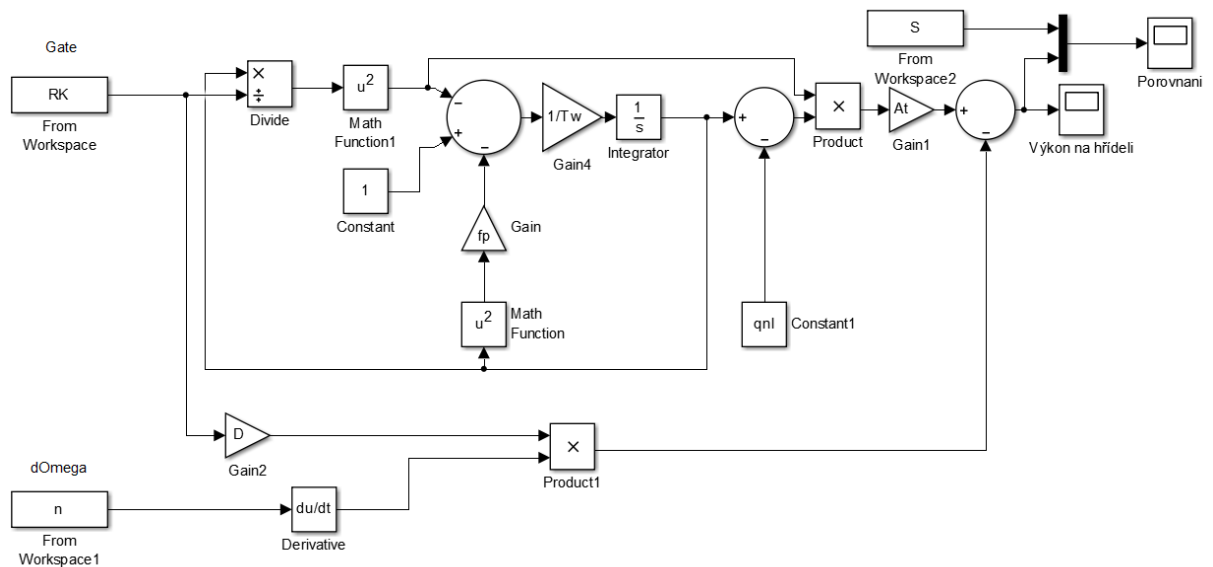 Gate
RK
From
Workspace
×
÷
Divide
u²
Math
Function1
1
Constant
−
+
−
1/Tw
Gain4
1
s
Integrator
fp
Gain
u²
Math
Function
+
−
qnl
Constant1
×
Product
At
Gain1
S
From
Workspace2
+
−
Porovnani
Výkon na hřídeli
D
Gain2
dOmega
n
From
Workspace1
du/dt
Derivative
×
Product1